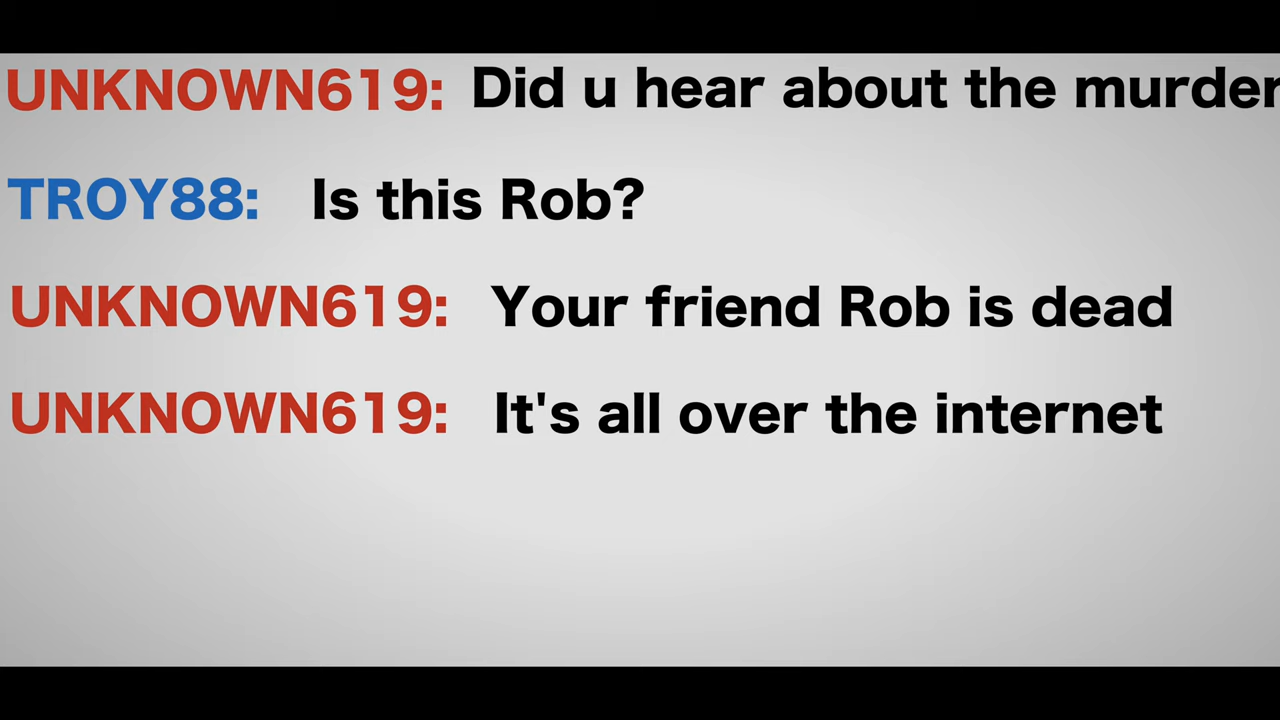 UNKNOWN619: Did u hear about the murder
TROY88: Is this Rob?
UNKNOWN619: Your friend Rob is dead
UNKNOWN619: It's all over the internet